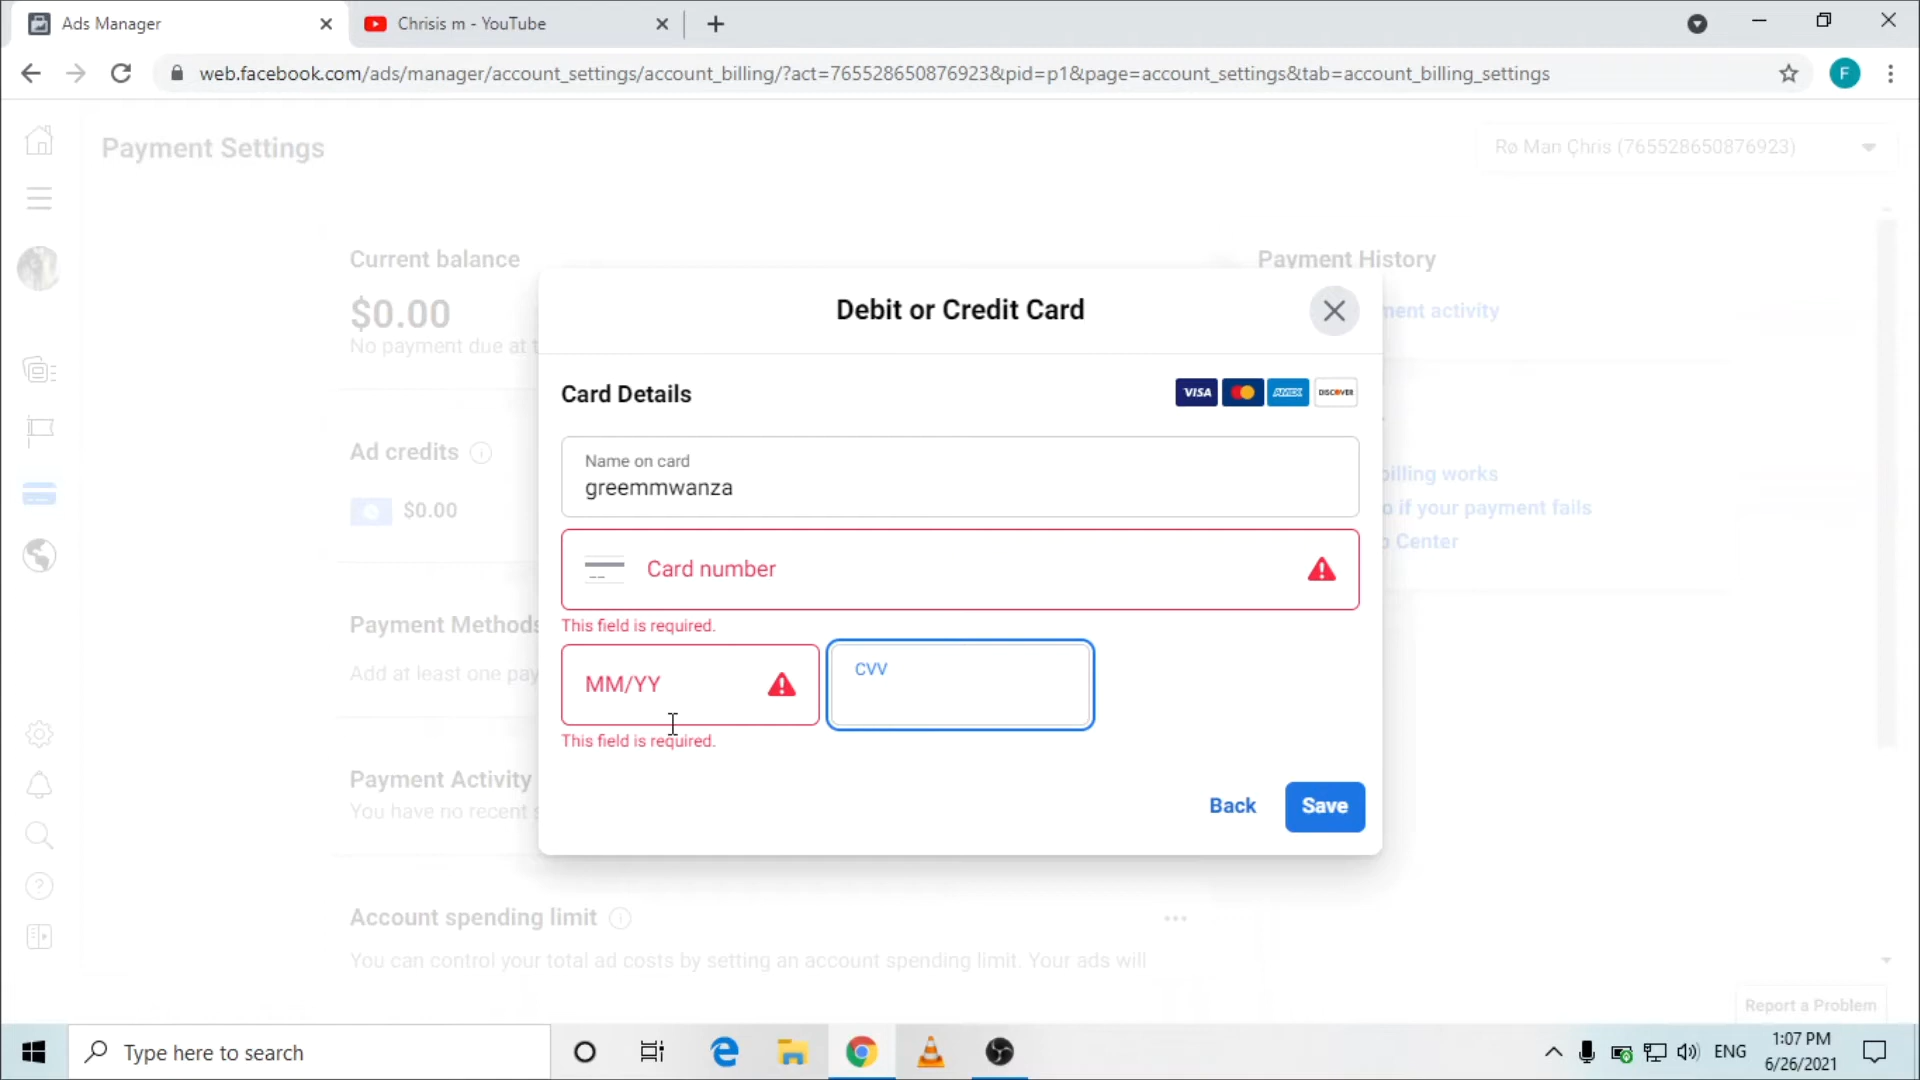 Ads Manager
Chrisis m - YouTube
web.facebook.com/ads/manager/account_settings/account_billing/?act=765528650876923&pid=p1&page=account_settings&tab=account_billing_settings
F
Payment Settings
Rø Man Çhris (765528650876923)
Current balance
$0.00
No payment due at t
Payment History
ment activity
Debit or Credit Card
Card Details
VISA
AMEX
DISCOVER
Name on card
greemmwanza
Card number
This field is required.
MM/YY
CVV
This field is required.
Back
Save
Ad credits
$0.00
billing works
o if your payment fails
p Center
Payment Methods
Add at least one pay
Payment Activity
You have no recent s
Account spending limit
You can control your total ad costs by setting an account spending limit. Your ads will
Report a Problem
Type here to search
ENG
1:07 PM
6/26/2021